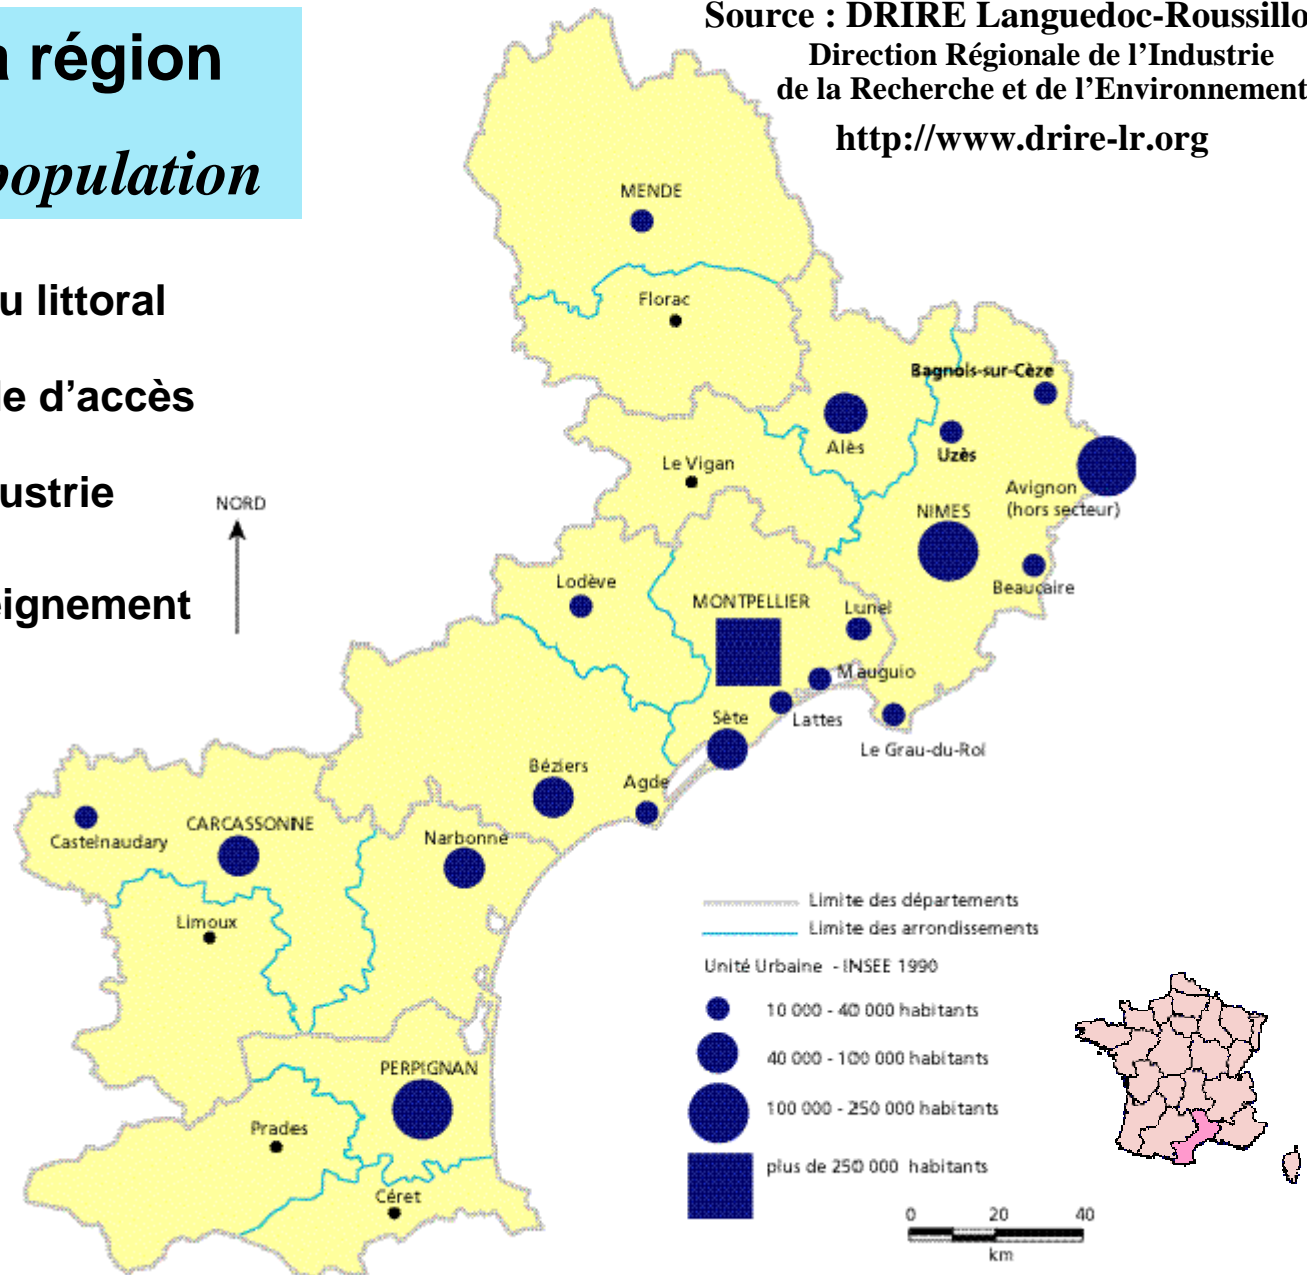 a région
population
u littoral
le d’accès
ustrie
eignement
Source : DRIRE Languedoc-Roussillo
Direction Régionale de l’Industrie
de la Recherche et de l’Environnement
http://www.drire-lr.org
NORD
MENDE
Florac
Bagnois-sur-Cèze
Alès
Uzès
Le Vigan
Avignon
(hors secteur)
NIMES
Beaucaire
Lodève
MONTPELLIER
Lunel
Mauguio
Lattes
Sète
Le Grau-du-Roi
Béziers
Agde
Castelnaudary
CARCASSONNE
Narbonne
Limoux
PERPIGNAN
Prades
Céret
Limite des départements
Limite des arrondissements
Unité Urbaine - INSEE 1990
10 000 - 40 000 habitants
40 000 - 100 000 habitants
100 000 - 250 000 habitants
plus de 250 000 habitants
0 20 40
km